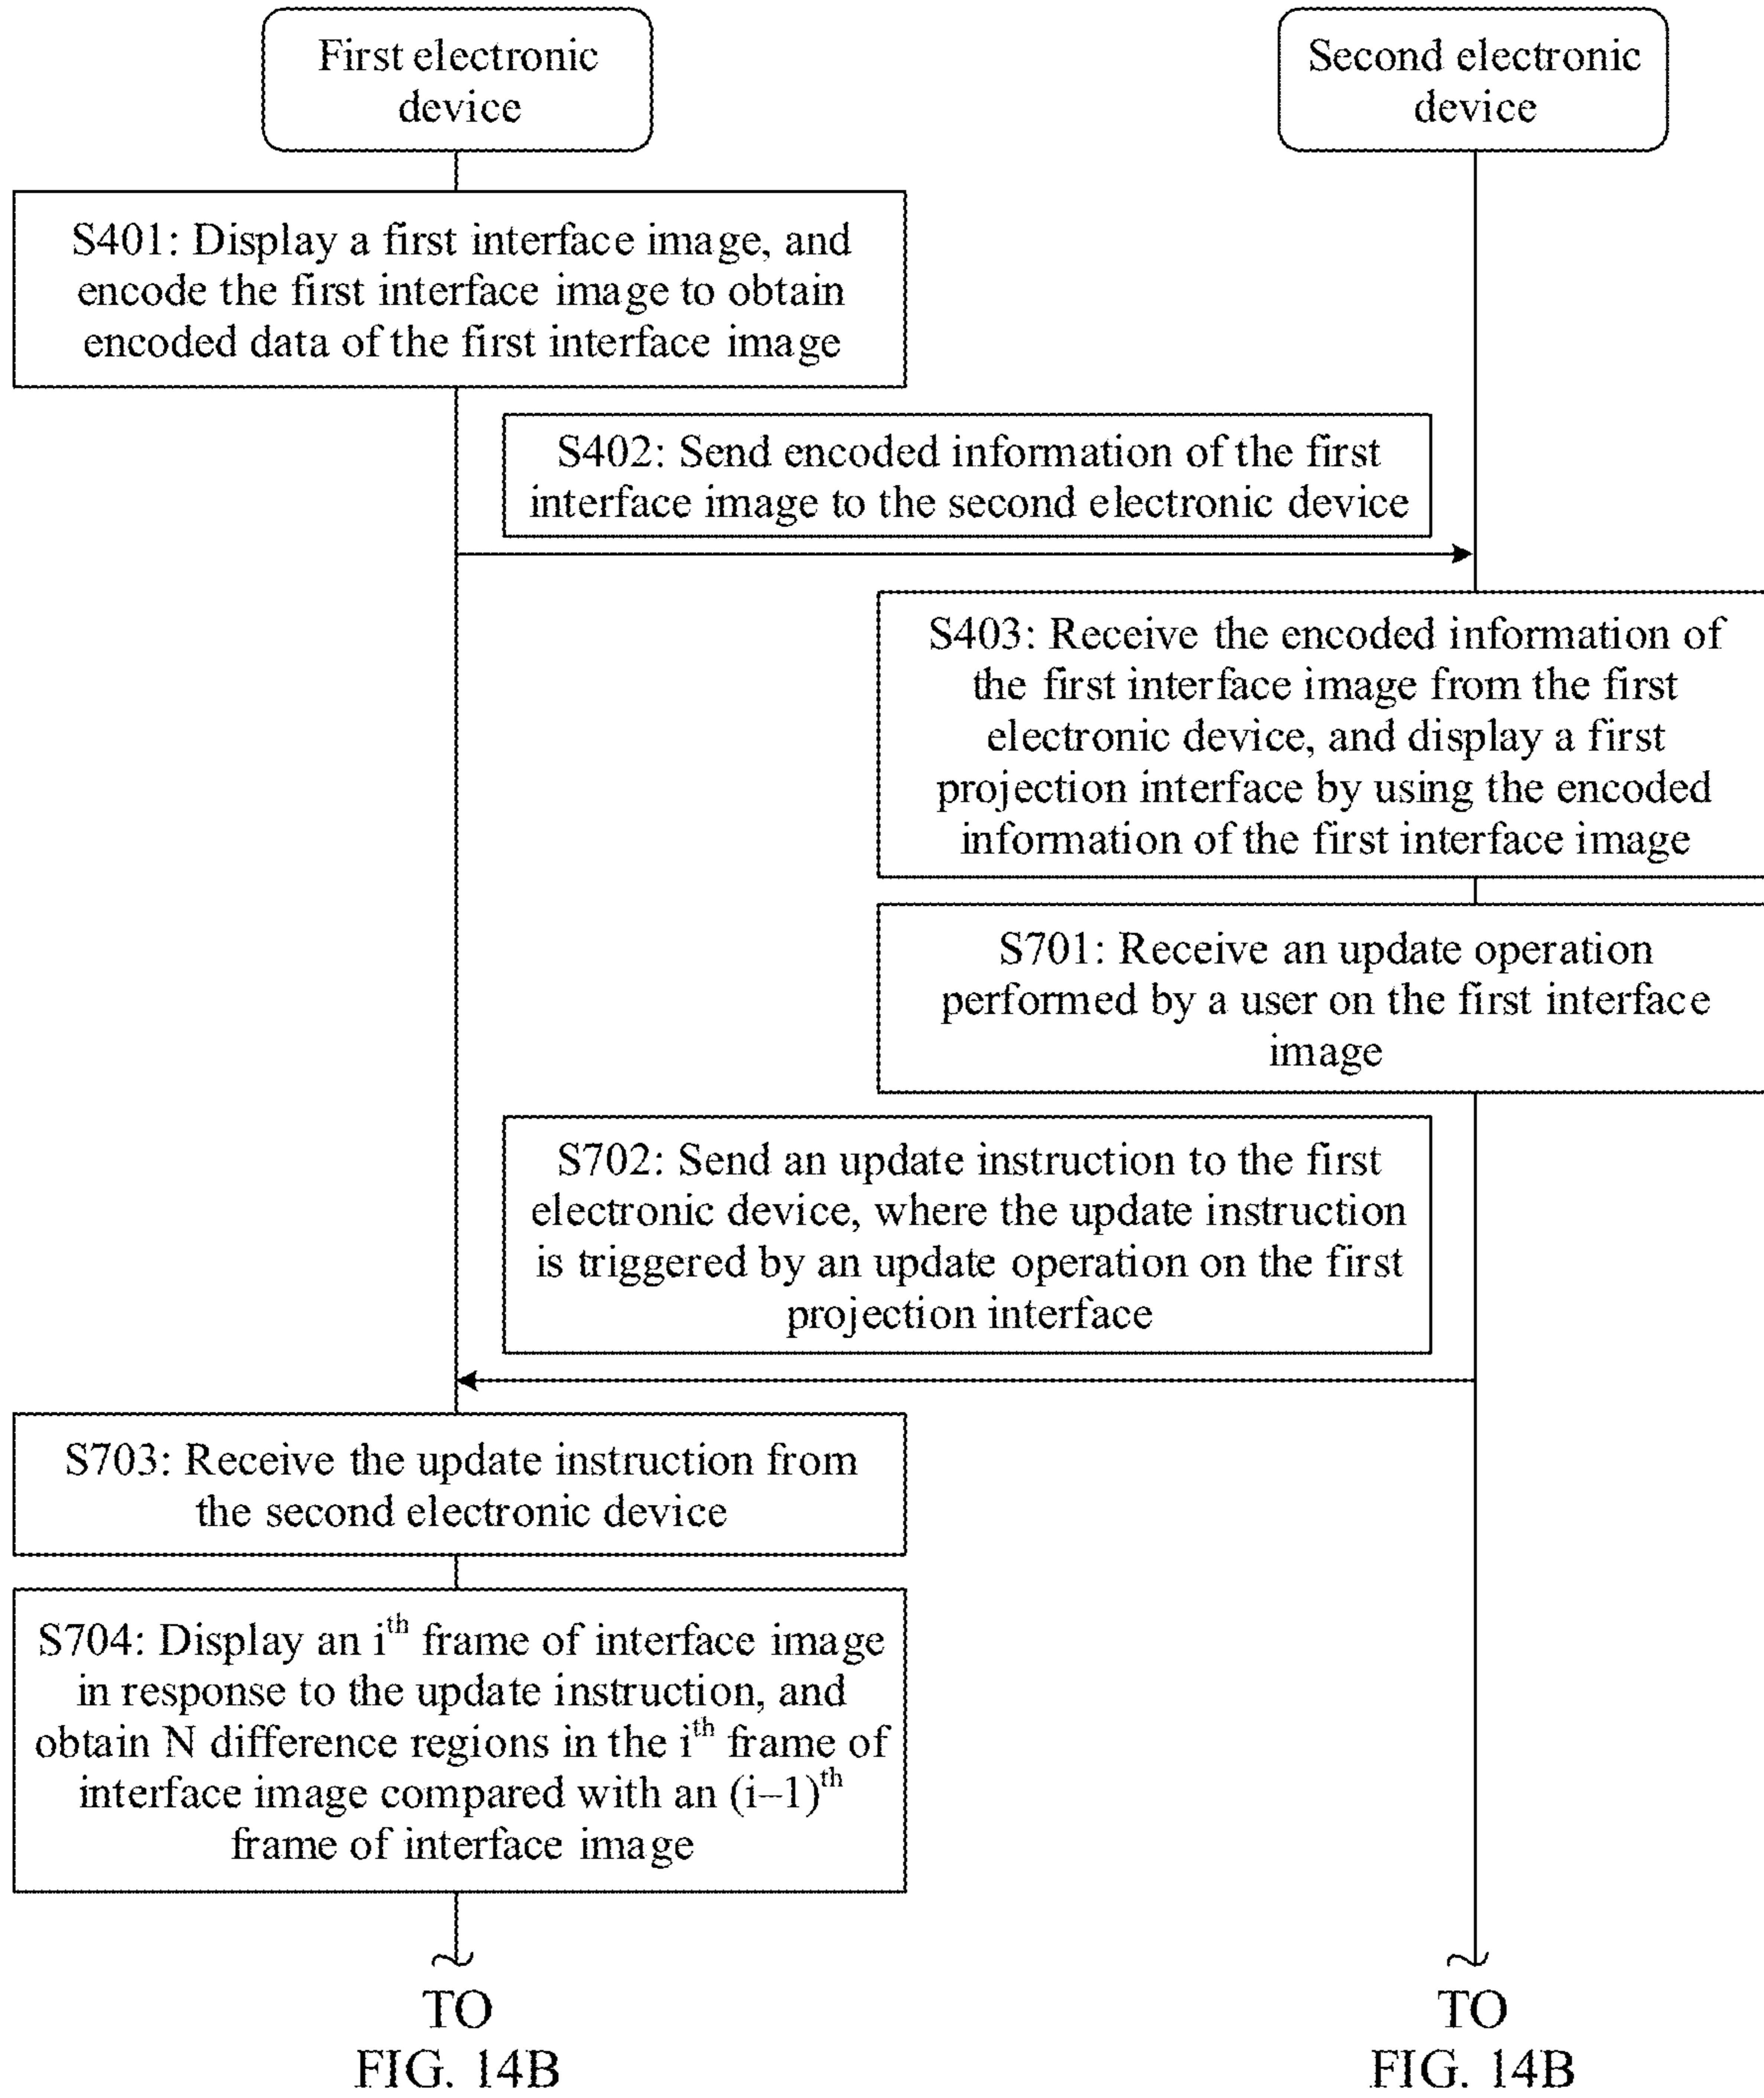 First electronic
device
Second electronic
device
S401: Display a first interface image, and
encode the first interface image to obtain
encoded data of the first interface image
S402: Send encoded information of the first
interface image to the second electronic device
S403: Receive the encoded information of
the first interface image from the first
electronic device, and display a first
projection interface by using the encoded
information of the first interface image
S701: Receive an update operation
performed by a user on the first interface
image
S702: Send an update instruction to the first
electronic device, where the update instruction
is triggered by an update operation on the first
projection interface
S703: Receive the update instruction from
the second electronic device
S704: Display an iᵗʰ frame of interface image
in response to the update instruction, and
obtain N difference regions in the iᵗʰ frame of
interface image compared with an (i–1)ᵗʰ
frame of interface image
TO
FIG. 14B
TO
FIG. 14B